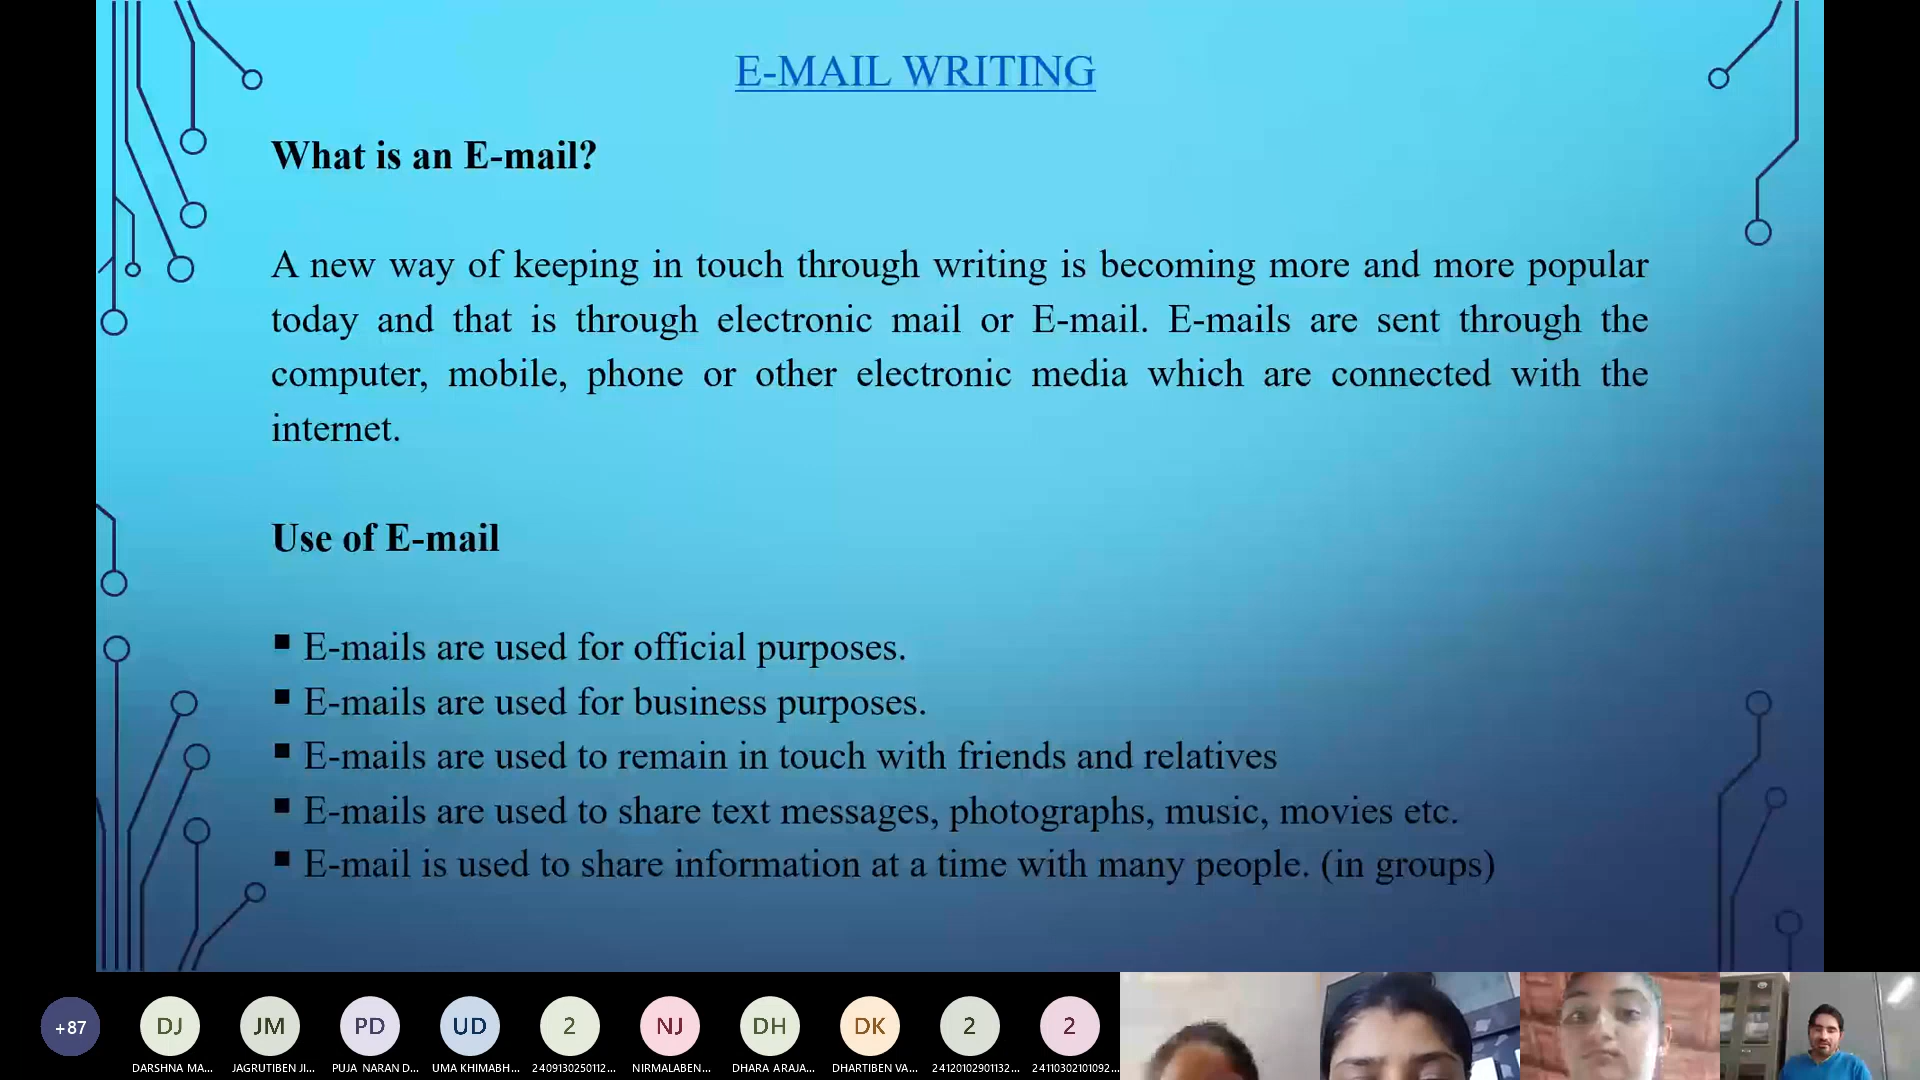 E-MAIL WRITING
What is an E-mail?
A new way of keeping in touch through writing is becoming more and more popular
today and that is through electronic mail or E-mail. E-mails are sent through the
computer, mobile, phone or other electronic media which are connected with the
internet.
Use of E-mail
▪ E-mails are used for official purposes.
▪ E-mails are used for business purposes.
▪ E-mails are used to remain in touch with friends and relatives
▪ E-mails are used to share text messages, photographs, music, movies etc.
▪ E-mail is used to share information at a time with many people. (in groups)
+87 DJ JM PD UD 2 NJ DH DK 2 2
DARSHNA MA... JAGRUTIBEN JI... PUJA NARAN D... UMA KHIMABH... 2409130250112... NIRMALABEN... DHARA ARAJA... DHARTIBEN VA... 24120102901132... 24110302101092...